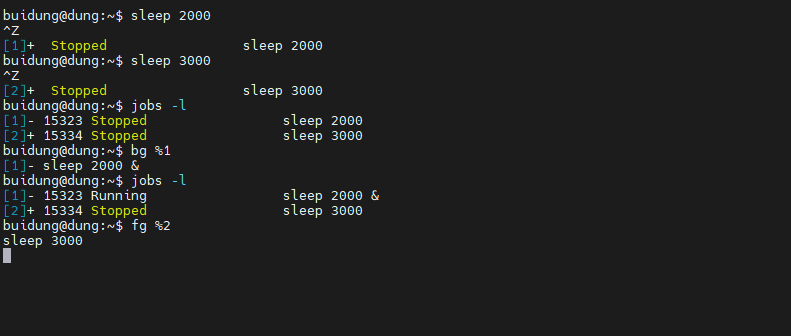 buidung@dung:~$ sleep 2000
^Z
[1]+  Stopped                 sleep 2000
buidung@dung:~$ sleep 3000
^Z
[2]+  Stopped                 sleep 3000
buidung@dung:~$ jobs -l
[1]- 15323 Stopped                 sleep 2000
[2]+ 15334 Stopped                 sleep 3000
buidung@dung:~$ bg %1
[1]- sleep 2000 &
buidung@dung:~$ jobs -l
[1]- 15323 Running                 sleep 2000 &
[2]+ 15334 Stopped                 sleep 3000
buidung@dung:~$ fg %2
sleep 3000